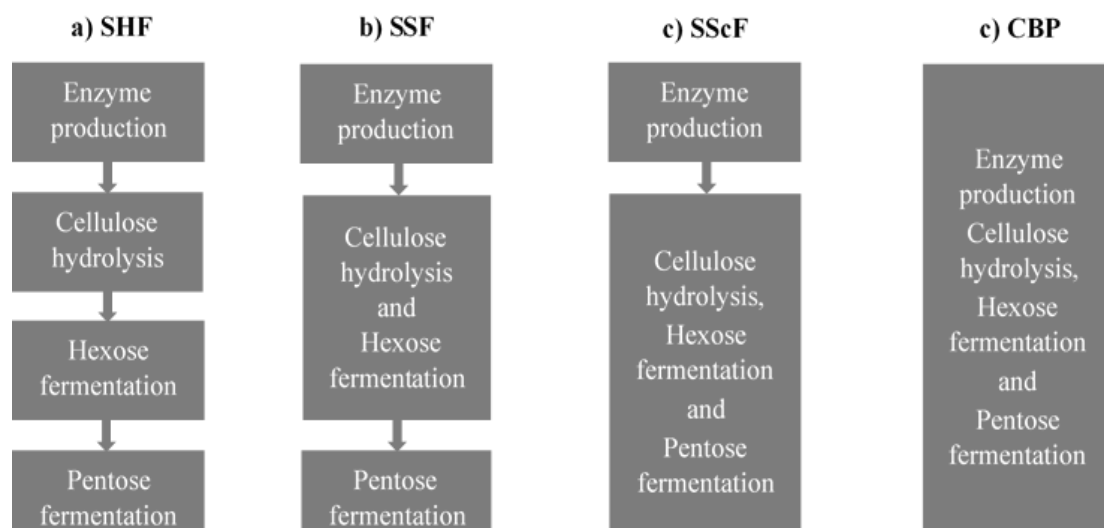 a) SHF
Enzyme
production
Cellulose
hydrolysis
Hexose
fermentation
Pentose
fermentation
b) SSF
Enzyme
production
Cellulose
hydrolysis
and
Hexose
fermentation
Pentose
fermentation
c) SScF
Enzyme
production
Cellulose
hydrolysis,
Hexose
fermentation
and
Pentose
fermentation
c) CBP
Enzyme
production
Cellulose
hydrolysis,
Hexose
fermentation
and
Pentose
fermentation